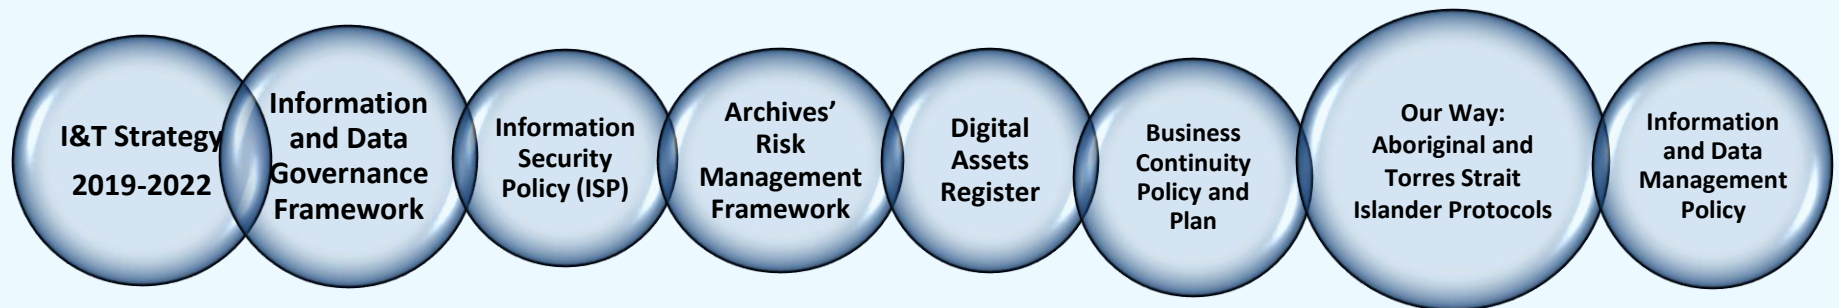 I&T Strategy
2019-2022
Information
and Data
Governance
Framework
Information
Security
Policy (ISP)
Archives’
Risk
Management
Framework
Digital
Assets
Register
Business
Continuity
Policy and
Plan
Our Way:
Aboriginal and
Torres Strait
Islander Protocols
Information
and Data
Management
Policy